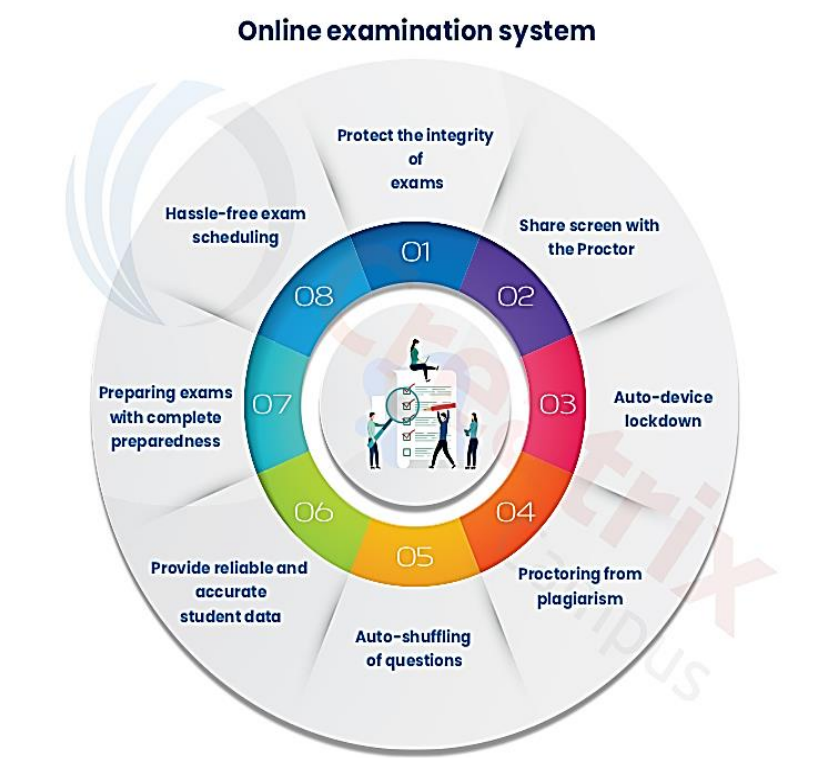 Online examination system
Protect the integrity
of
exams
01
Share screen with
the Proctor
02
Auto-device
lockdown
03
Proctoring from
plagiarism
04
Auto-shuffling
of questions
05
Provide reliable and
accurate
student data
06
Preparing exams
with complete
preparedness
07
Hassle-free exam
scheduling
08
Creatrix
campus